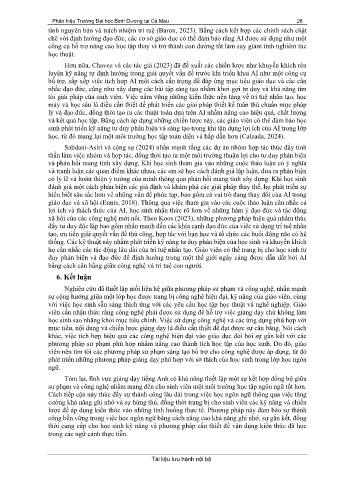 Phân hiệu Trường Đại học Bình Dương tại Cà Mau 26
tính nguyên bản và trách nhiệm trí tuệ (Baron, 2023). Bằng cách kết hợp các chính sách chặt
chẽ với định hướng đạo đức, các cơ sở giáo dục có thể đảm bảo rằng AI được sử dụng như một
công cụ hỗ trợ nâng cao học tập thay vì trở thành con đường tắt làm suy giảm tính nghiêm túc
học thuật.
Hơn nữa, Chavez và các tác giả (2023) đã đề xuất các chiến lược như khuyến khích rèn
luyện kỹ năng tự định hướng trong giải quyết vấn đề trước khi triển khai AI như một công cụ
bổ trợ, sắp xếp việc tích hợp AI một cách cẩn trọng để đáp ứng mục tiêu giáo dục và các cân
nhắc đạo đức, cũng như xây dựng các bài tập sáng tạo nhằm khơi gợi tư duy và khả năng tìm
tòi giải pháp của sinh viên. Việc nắm vững những kiến thức nền tảng về trí tuệ nhân tạo, học
máy và học sâu là điều cần thiết để phát triển các giải pháp thiết kế tuân thủ chuẩn mực pháp
lý và đạo đức, đồng thời tạo ra các thuật toán dựa trên AI nhằm nâng cao hiệu quả, chất lượng
và kết quả học tập. Bằng cách áp dụng những chiến lược này, các giáo viên có thể đảm bảo học
sinh phát triển kỹ năng tư duy phản biện và sáng tạo trong khi tận dụng lợi ích của AI trong lớp
học, từ đó mang lại một môi trường học tập toàn diện và hấp dẫn hơn (Calzada, 2024).
Sabdani-Asiri và cộng sự (2024) nhấn mạnh rằng các dự án nhóm hợp tác thúc đẩy tinh
thần làm việc nhóm và hợp tác, đồng thời tạo ra một môi trường thuận lợi cho tư duy phản biện
và phản hồi mang tính xây dựng. Khi học sinh tham gia vào những cuộc thảo luận có ý nghĩa
và tranh luận các quan điểm khác nhau, các em sẽ học cách đánh giá lập luận, đưa ra phản biện
có lý lẽ và hoàn thiện ý tưởng của mình thông qua phản hồi mang tính xây dựng. Khi học sinh
đánh giá một cách phản biện các giả định và khám phá các giải pháp thay thế, họ phát triển sự
hiểu biết sâu sắc hơn về những vấn đề phức tạp, bao gồm cả vai trò đang thay đổi của AI trong
giáo dục và xã hội (Ennis, 2018). Thông qua việc tham gia vào các cuộc thảo luận cân nhắc cả
lợi ích và thách thức của AI, học sinh nhận thức rõ hơn về những hàm ý đạo đức và tác động
xã hội của các công nghệ mới nổi. Theo Koos (2023), những phương pháp hiệu quả nhằm thúc
đẩy tư duy độc lập bao gồm nhấn mạnh đến các khía cạnh đạo đức của việc sử dụng trí tuệ nhân
tạo, ưu tiên giải quyết vấn đề thủ công, hợp tác với bạn học và tổ chức các buổi động não có hệ
thống. Các kỹ thuật này nhằm phát triển kỹ năng tư duy phản biện của học sinh và khuyến khích
họ cân nhắc các tác động lâu dài của trí tuệ nhân tạo. Giáo viên có thể trang bị cho học sinh tư
duy phản biện và đạo đức để định hướng trong một thế giới ngày càng được dẫn dắt bởi AI
bằng cách cân bằng giữa công nghệ và trí tuệ con người.
6. Kết luận
Nghiên cứu đã thiết lập mối liên hệ giữa phương pháp sư phạm và công nghệ, nhấn mạnh
sự cộng hưởng giữa một lớp học được trang bị công nghệ hiện đại, kỹ năng của giáo viên, cùng
với việc học sinh sẵn sàng thích ứng với các yêu cầu học tập học thuật và nghề nghiệp. Giáo
viên cần nhận thức rằng công nghệ phải được sử dụng để hỗ trợ việc giảng dạy chứ không làm
học sinh sao nhãng khỏi mục tiêu chính. Việc sử dụng công nghệ và các ứng dụng phù hợp với
mục tiêu, nội dung và chiến lược giảng dạy là điều cần thiết để đạt được sự cân bằng. Nói cách
khác, việc tích hợp hiệu quả các công nghệ hiện đại vào giáo dục đòi hỏi sự gắn kết với các
phương pháp sư phạm phù hợp nhằm nâng cao thành tích học tập của học sinh. Do đó, giáo
viên nên tìm tòi các phương pháp sư phạm sáng tạo bổ trợ cho công nghệ được áp dụng, từ đó
phát triển những phương pháp giảng dạy phù hợp với sở thích của học sinh trong lớp học ngôn
ngữ.
Tóm lại, lĩnh vực giảng dạy tiếng Anh có khả năng thiết lập một sự kết hợp đồng bộ giữa
sư phạm và công nghệ nhằm mang đến cho sinh viên một môi trường học tập ngôn ngữ tốt hơn.
Cách tiếp cận này thúc đẩy sự thành công lâu dài trong việc học ngôn ngữ thông qua việc tăng
cường khả năng ghi nhớ và sự hứng thú, đồng thời trang bị cho sinh viên các kỹ năng và chiến
lược để áp dụng kiến thức vào những tình huống thực tế. Phương pháp này đảm bảo sự thành
công bền vững trong việc học ngôn ngữ bằng cách nâng cao khả năng ghi nhớ, sự gắn kết, đồng
thời cung cấp cho học sinh kỹ năng và phương pháp cần thiết để vận dụng kiến thức đã học
trong các ngữ cảnh thực tiễn.
Tài liệu lưu hành nội bộ